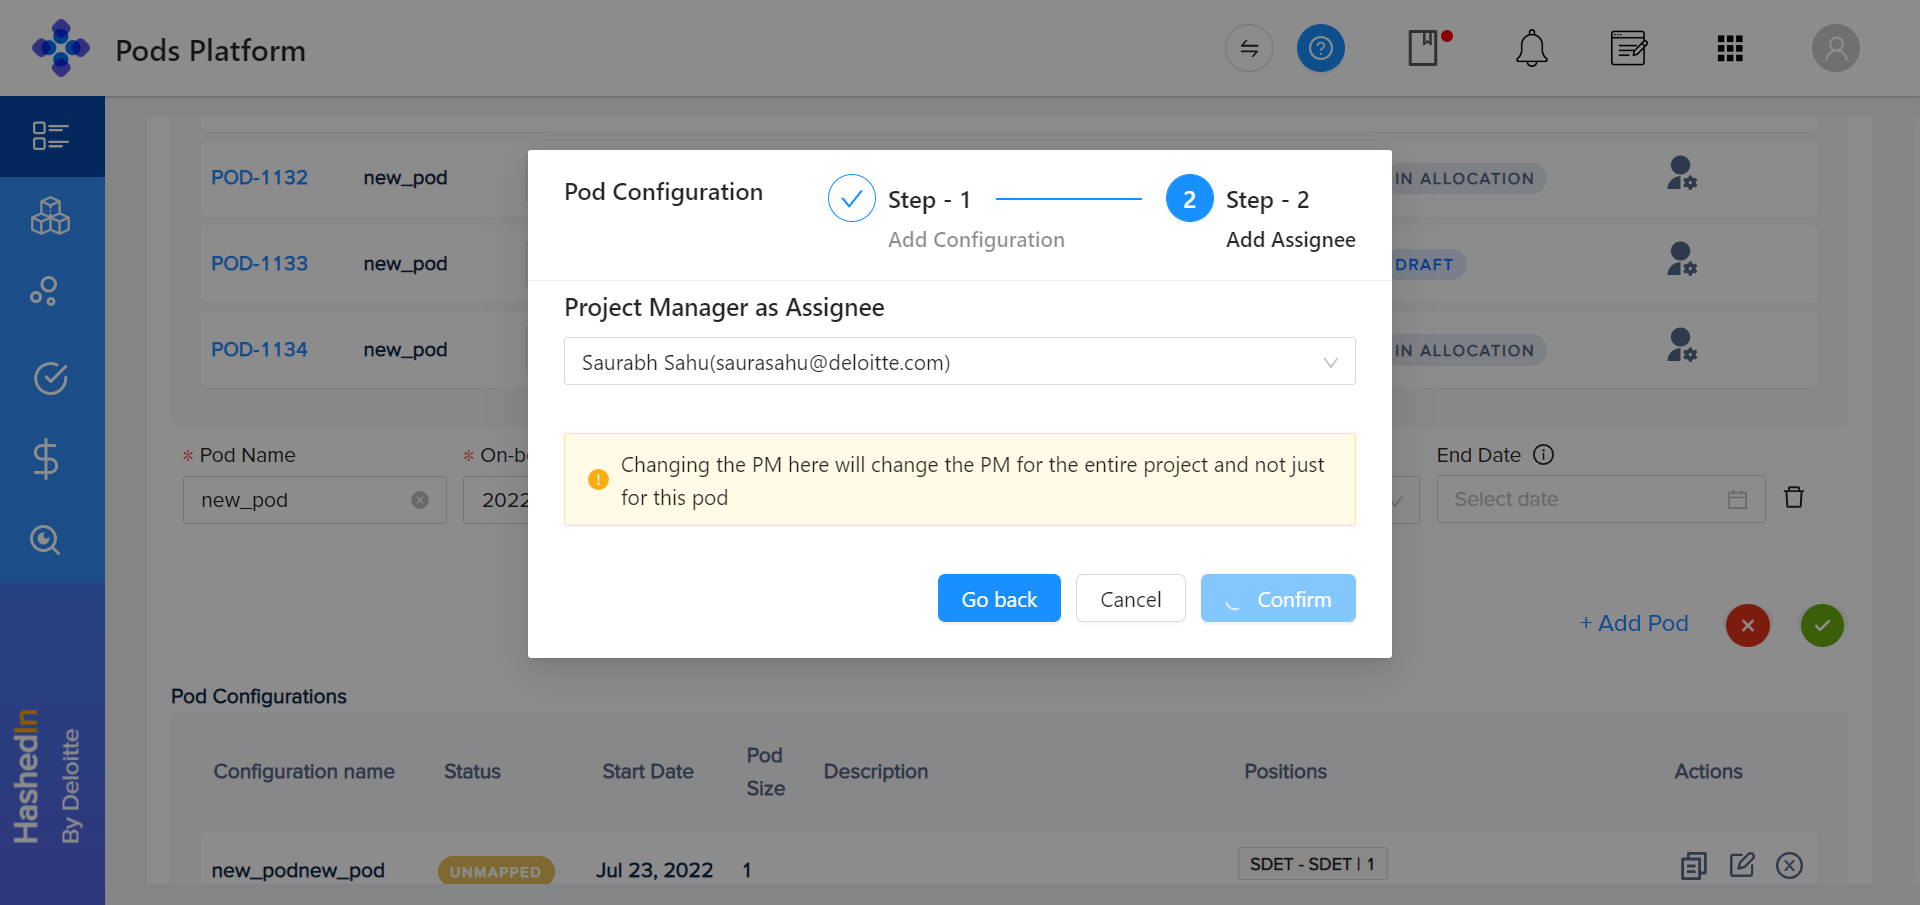 Pods Platform
POD-1132 new_pod IN ALLOCATION
POD-1133 new_pod DRAFT
POD-1134 new_pod IN ALLOCATION
Pod Configuration
Step - 1
Add Configuration
2 Step - 2
Add Assignee
Project Manager as Assignee
Saurabh Sahu(saurasahu@deloitte.com)
Changing the PM here will change the PM for the entire project and not just
for this pod
Go back Cancel Confirm
* Pod Name * On-b End Date
new_pod 2022 Select date
+ Add Pod
Pod Configurations
Configuration name Status Start Date Pod Size Description Positions Actions
new_podnew_pod UNMAPPED Jul 23, 2022 1 SDET - SDET | 1
HashedIn
By Deloitte